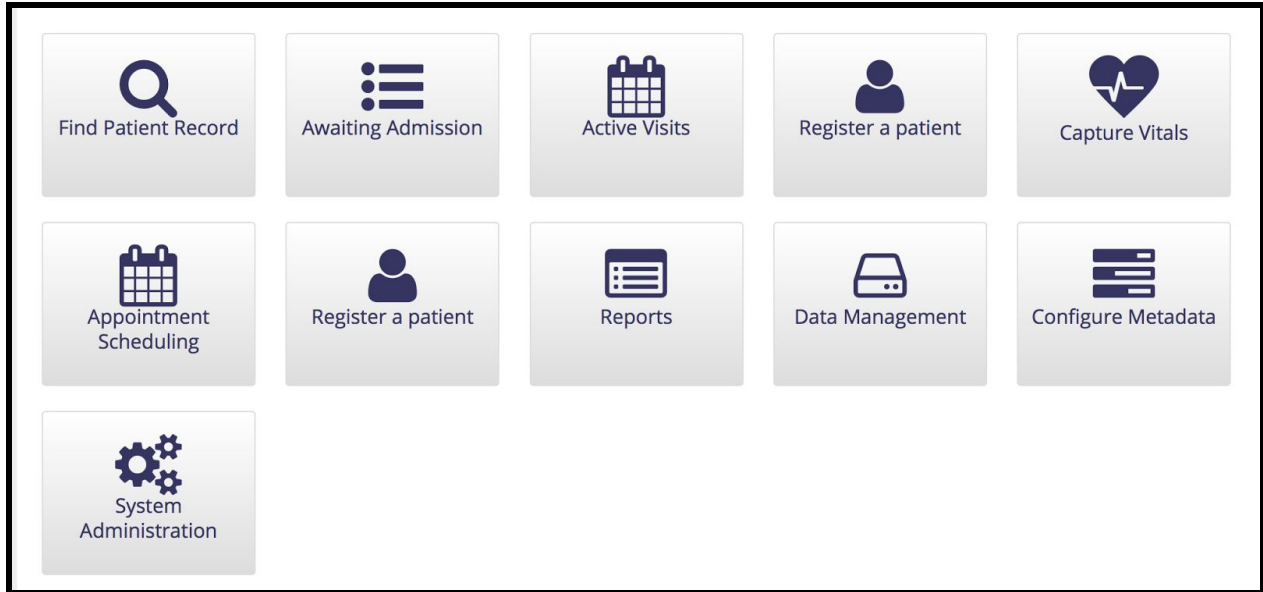 Find Patient Record
Awaiting Admission
Active Visits
Register a patient
Capture Vitals
Appointment
Scheduling
Register a patient
Reports
Data Management
Configure Metadata
System
Administration